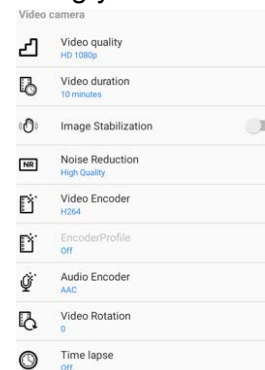 Video camera
Video quality
HD 1080p
Video duration
10 minutes
Image Stabilization
NR
Noise Reduction
High Quality
Video Encoder
H264
EncoderProfile
Off
Audio Encoder
AAC
Video Rotation
0
Time lapse
Off